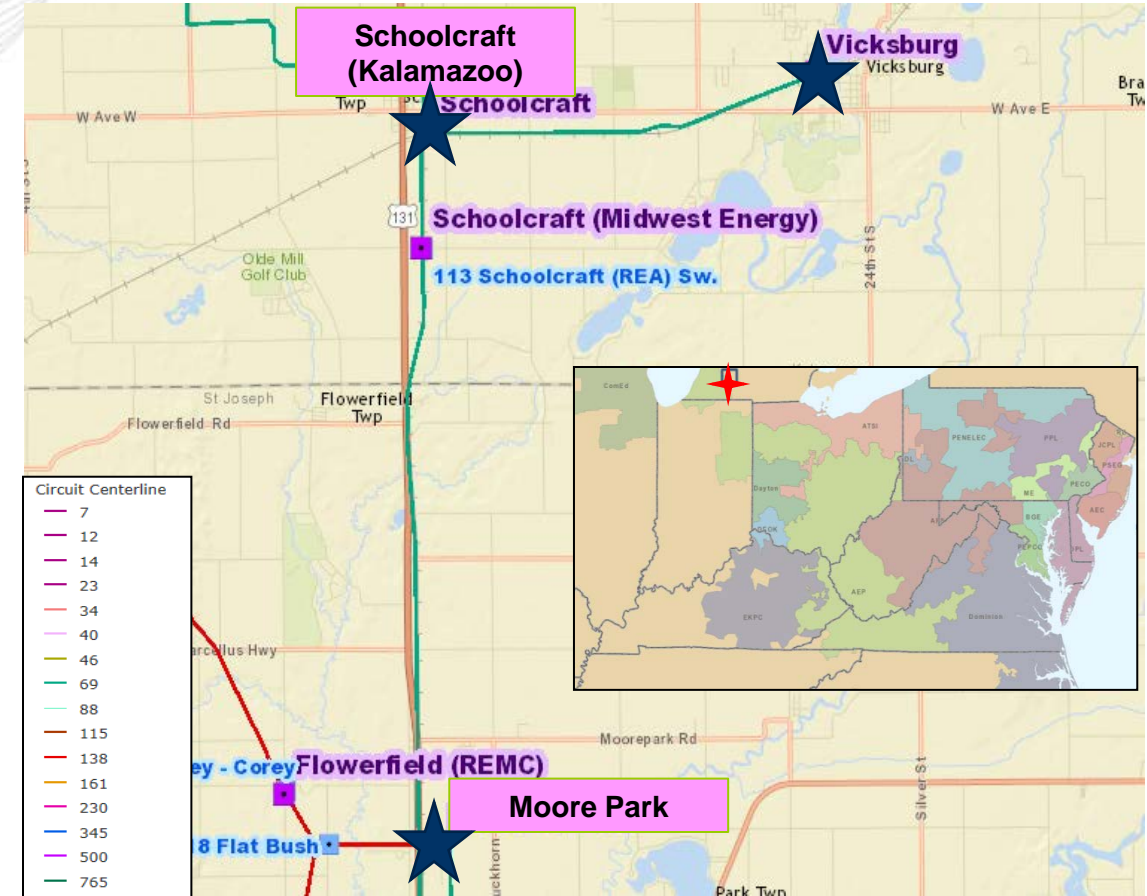 Schoolcraft
(Kalamazoo)
Vicksburg
Vicksburg
Twp
Schoolcraft
W Ave W
W Ave E
Bra
Tw
131
Schoolcraft (Midwest Energy)
Olde Mill
Golf Club
113 Schoolcraft (REA) Sw.
24th St S
St Joseph
Flowerfield
Twp
Flowerfield Rd
ComEd
ATSI
PENELEC
PPL
JCPL
PSEG
DL
Dayton
ME
PECO
AEC
BGE
PEPCO
DPL
AEP
EKPC
Dominion
Circuit Centerline
7
12
14
23
34
40
46
69
88
115
138
161
230
345
500
765
arcellus Hwy
Moorepark Rd
ey - Corey
Flowerfield (REMC)
Silver St
Moore Park
8 Flat Bush
uckhorn
Park Twp